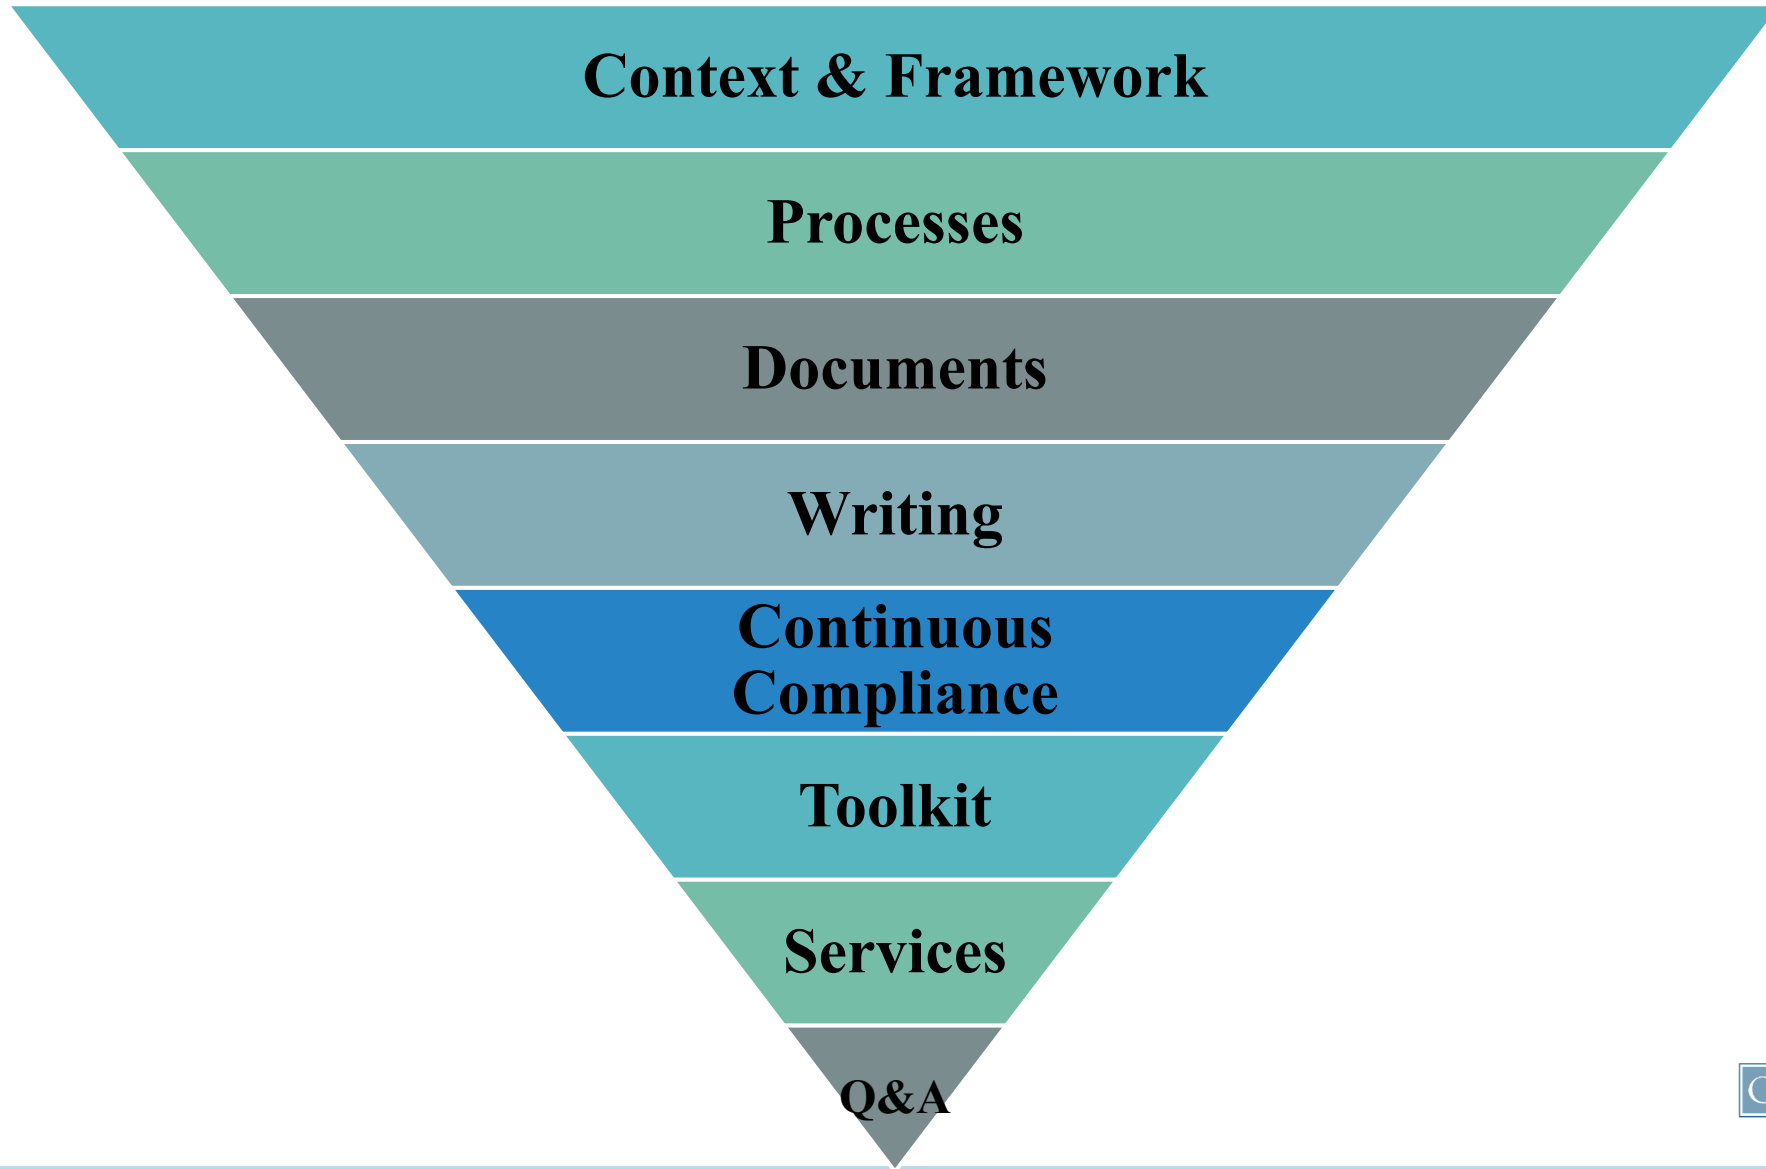 Context & Framework
Processes
Documents
Writing
Continuous
Compliance
Toolkit
Services
Q&A